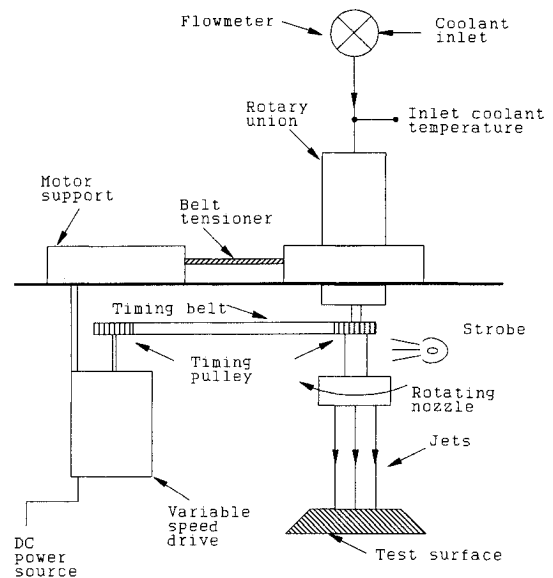 Flowmeter
Coolant
inlet
Rotary
union
Inlet coolant
temperature
Motor
support
Belt
tensioner
Timing belt
Strobe
Timing
pulley
Rotating
nozzle
Jets
Variable
speed
drive
DC
power
source
Test surface